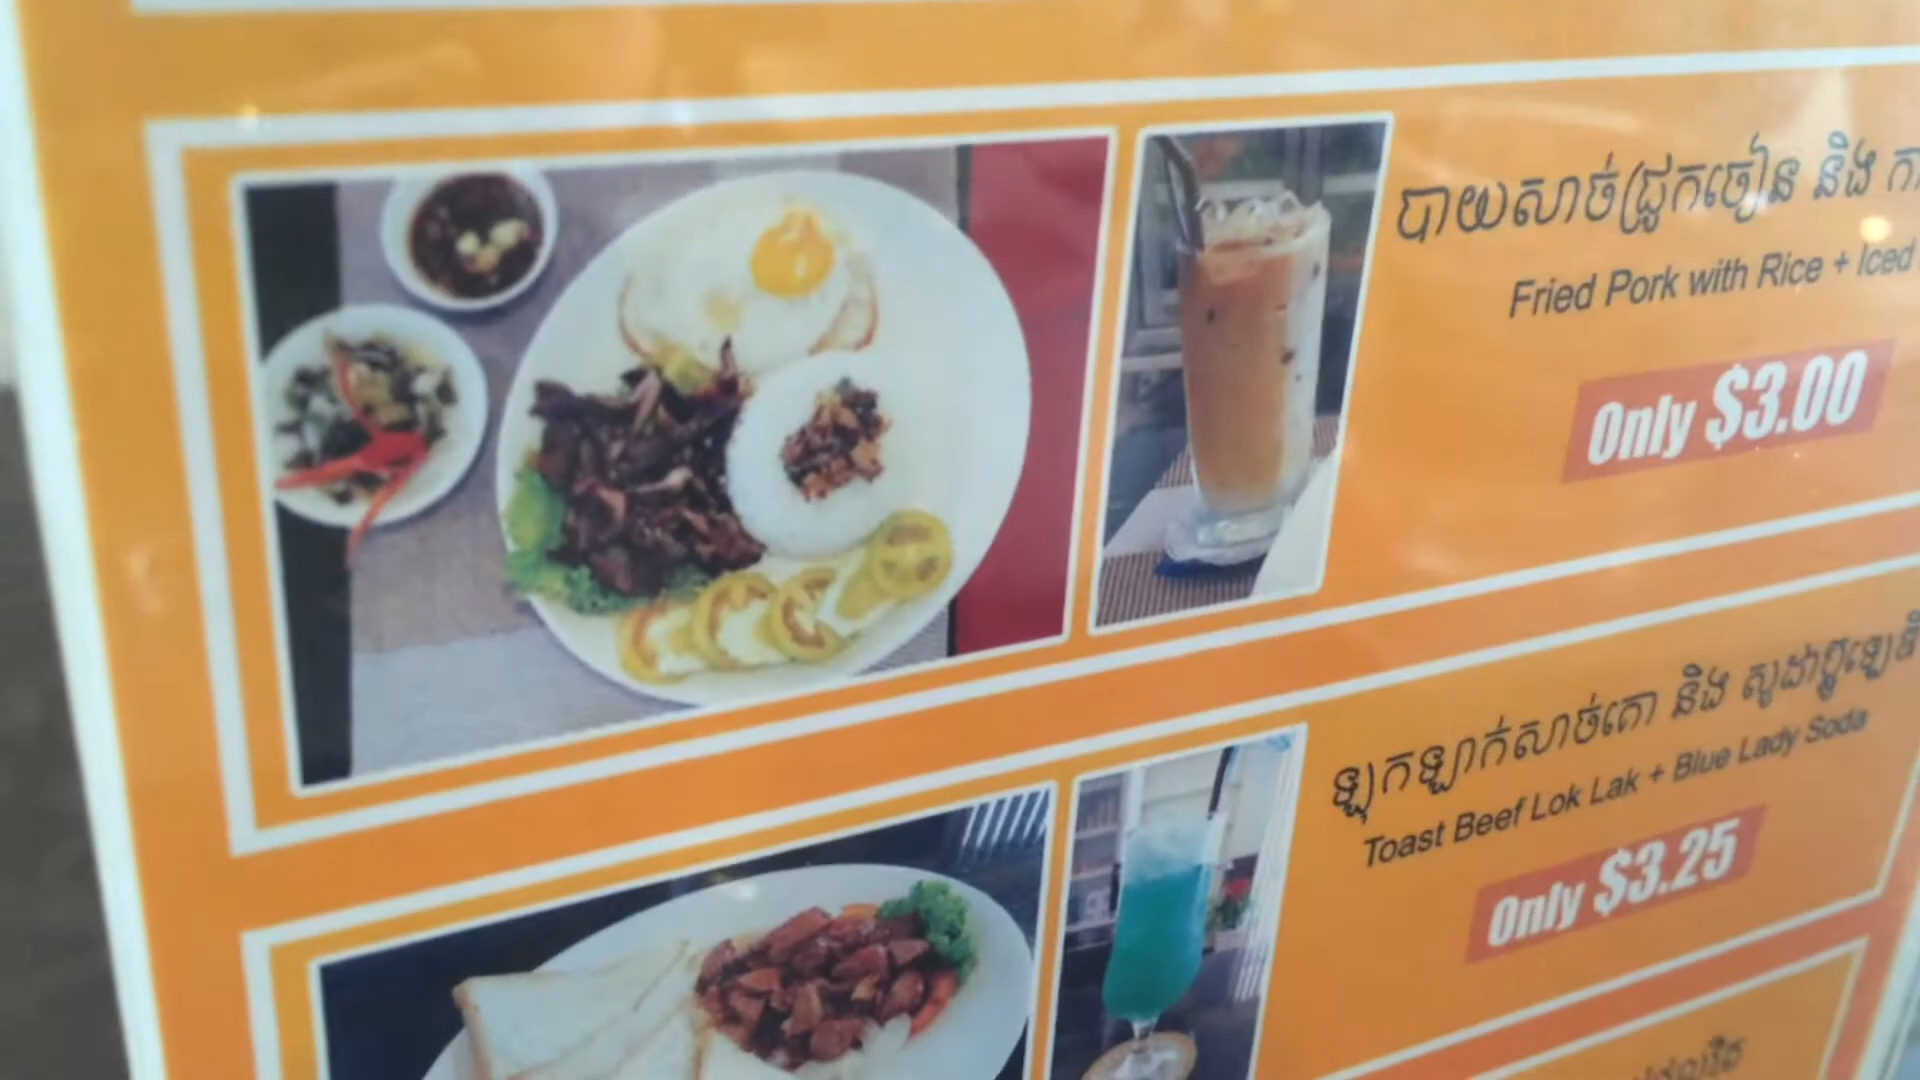 បាយសាច់ជ្រូកចៀន និង
Fried Pork with Rice + Iced
Only $3.00
ឡុកឡាក់សាច់គោ និង
Toast Beef Lok Lak + Blue Lady Soda
Only $3.25